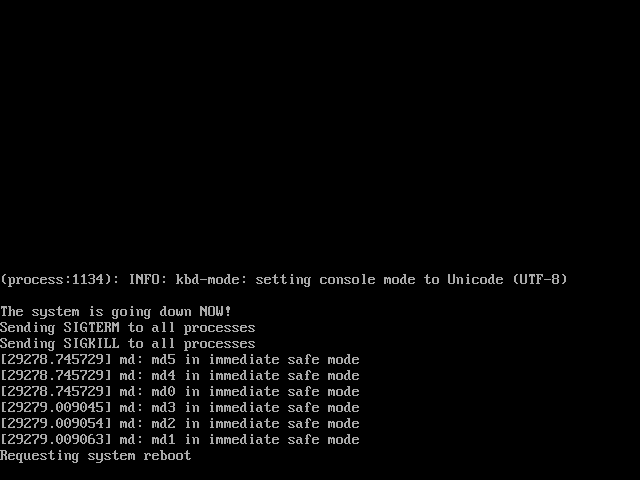 (process:1134): INFO: kbd-mode: setting console mode to Unicode (UTF-8)
The system is going down NOW!
Sending SIGTERM to all processes
Sending SIGKILL to all processes
[29278.745729] md: md5 in immediate safe mode
[29278.745729] md: md4 in immediate safe mode
[29278.745729] md: md0 in immediate safe mode
[29279.009045] md: md3 in immediate safe mode
[29279.009054] md: md2 in immediate safe mode
[29279.009063] md: md1 in immediate safe mode
Requesting system reboot